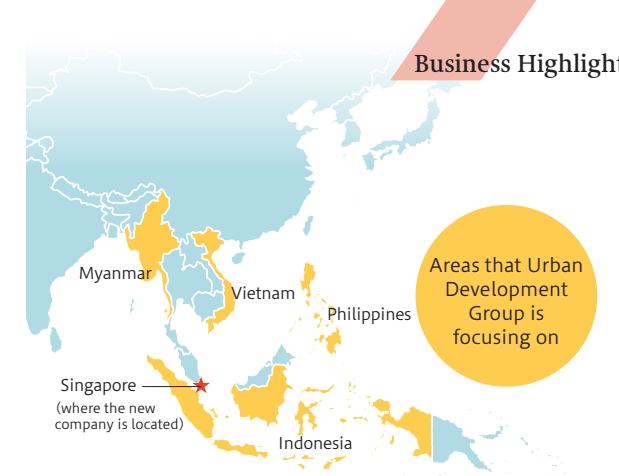 Business Highlight
Areas that Urban
Development
Group is
focusing on
Myanmar
Vietnam
Philippines
Singapore
(where the new
company is located)
Indonesia